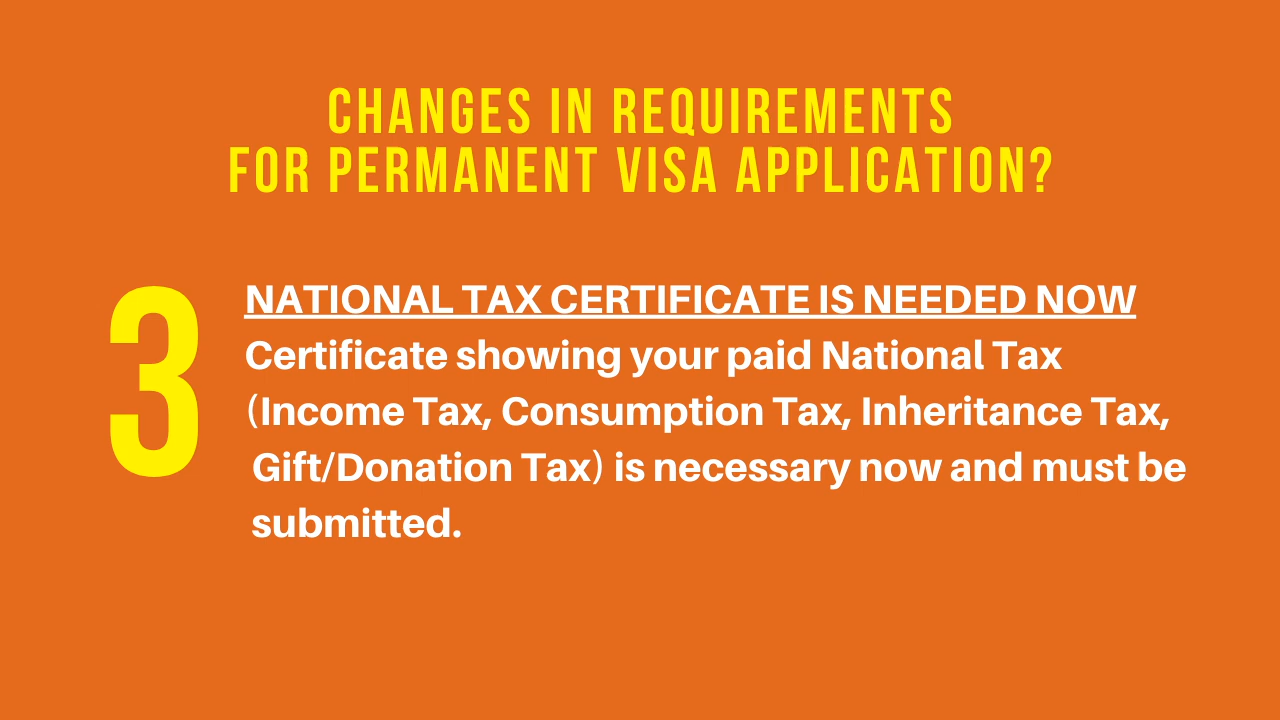 CHANGES IN REQUIREMENTS
FOR PERMANENT VISA APPLICATION?
3
NATIONAL TAX CERTIFICATE IS NEEDED NOW
Certificate showing your paid National Tax
(Income Tax, Consumption Tax, Inheritance Tax,
Gift/Donation Tax) is necessary now and must be
submitted.